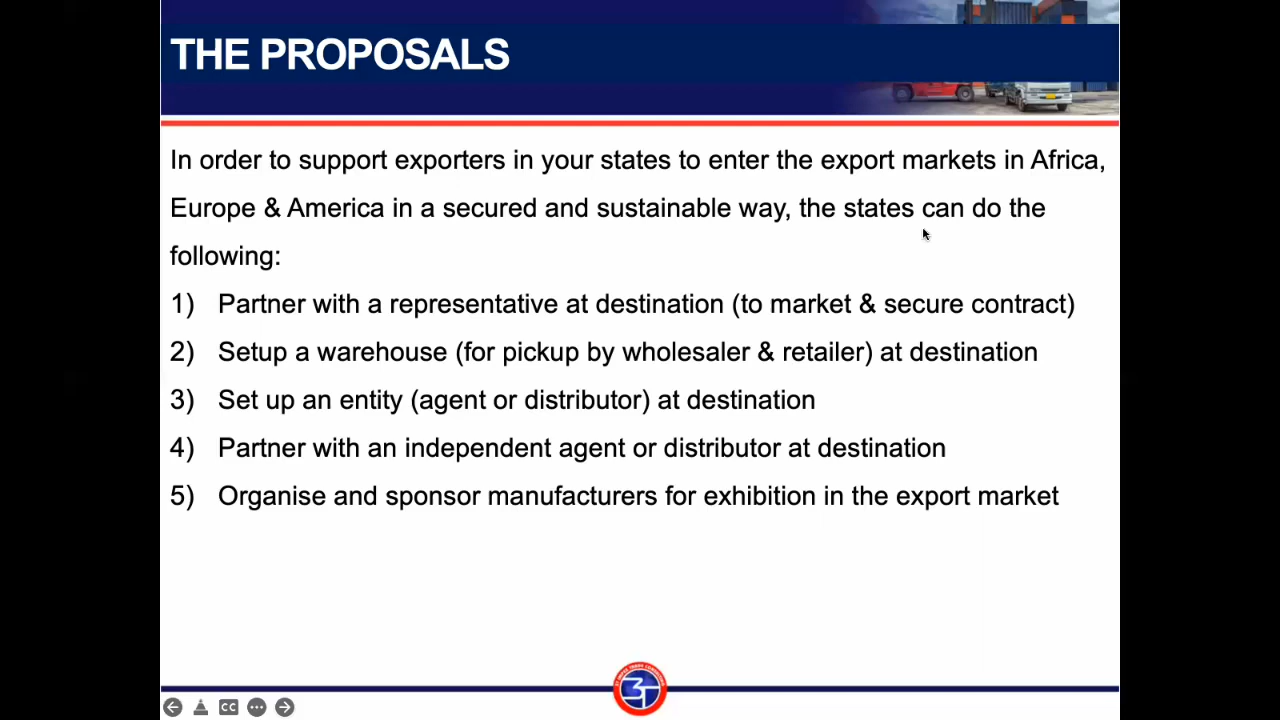 THE PROPOSALS
In order to support exporters in your states to enter the export markets in Africa,
Europe & America in a secured and sustainable way, the states can do the
following:
1) Partner with a representative at destination (to market & secure contract)
2) Setup a warehouse (for pickup by wholesaler & retailer) at destination
3) Set up an entity (agent or distributor) at destination
4) Partner with an independent agent or distributor at destination
5) Organise and sponsor manufacturers for exhibition in the export market
3T
CC